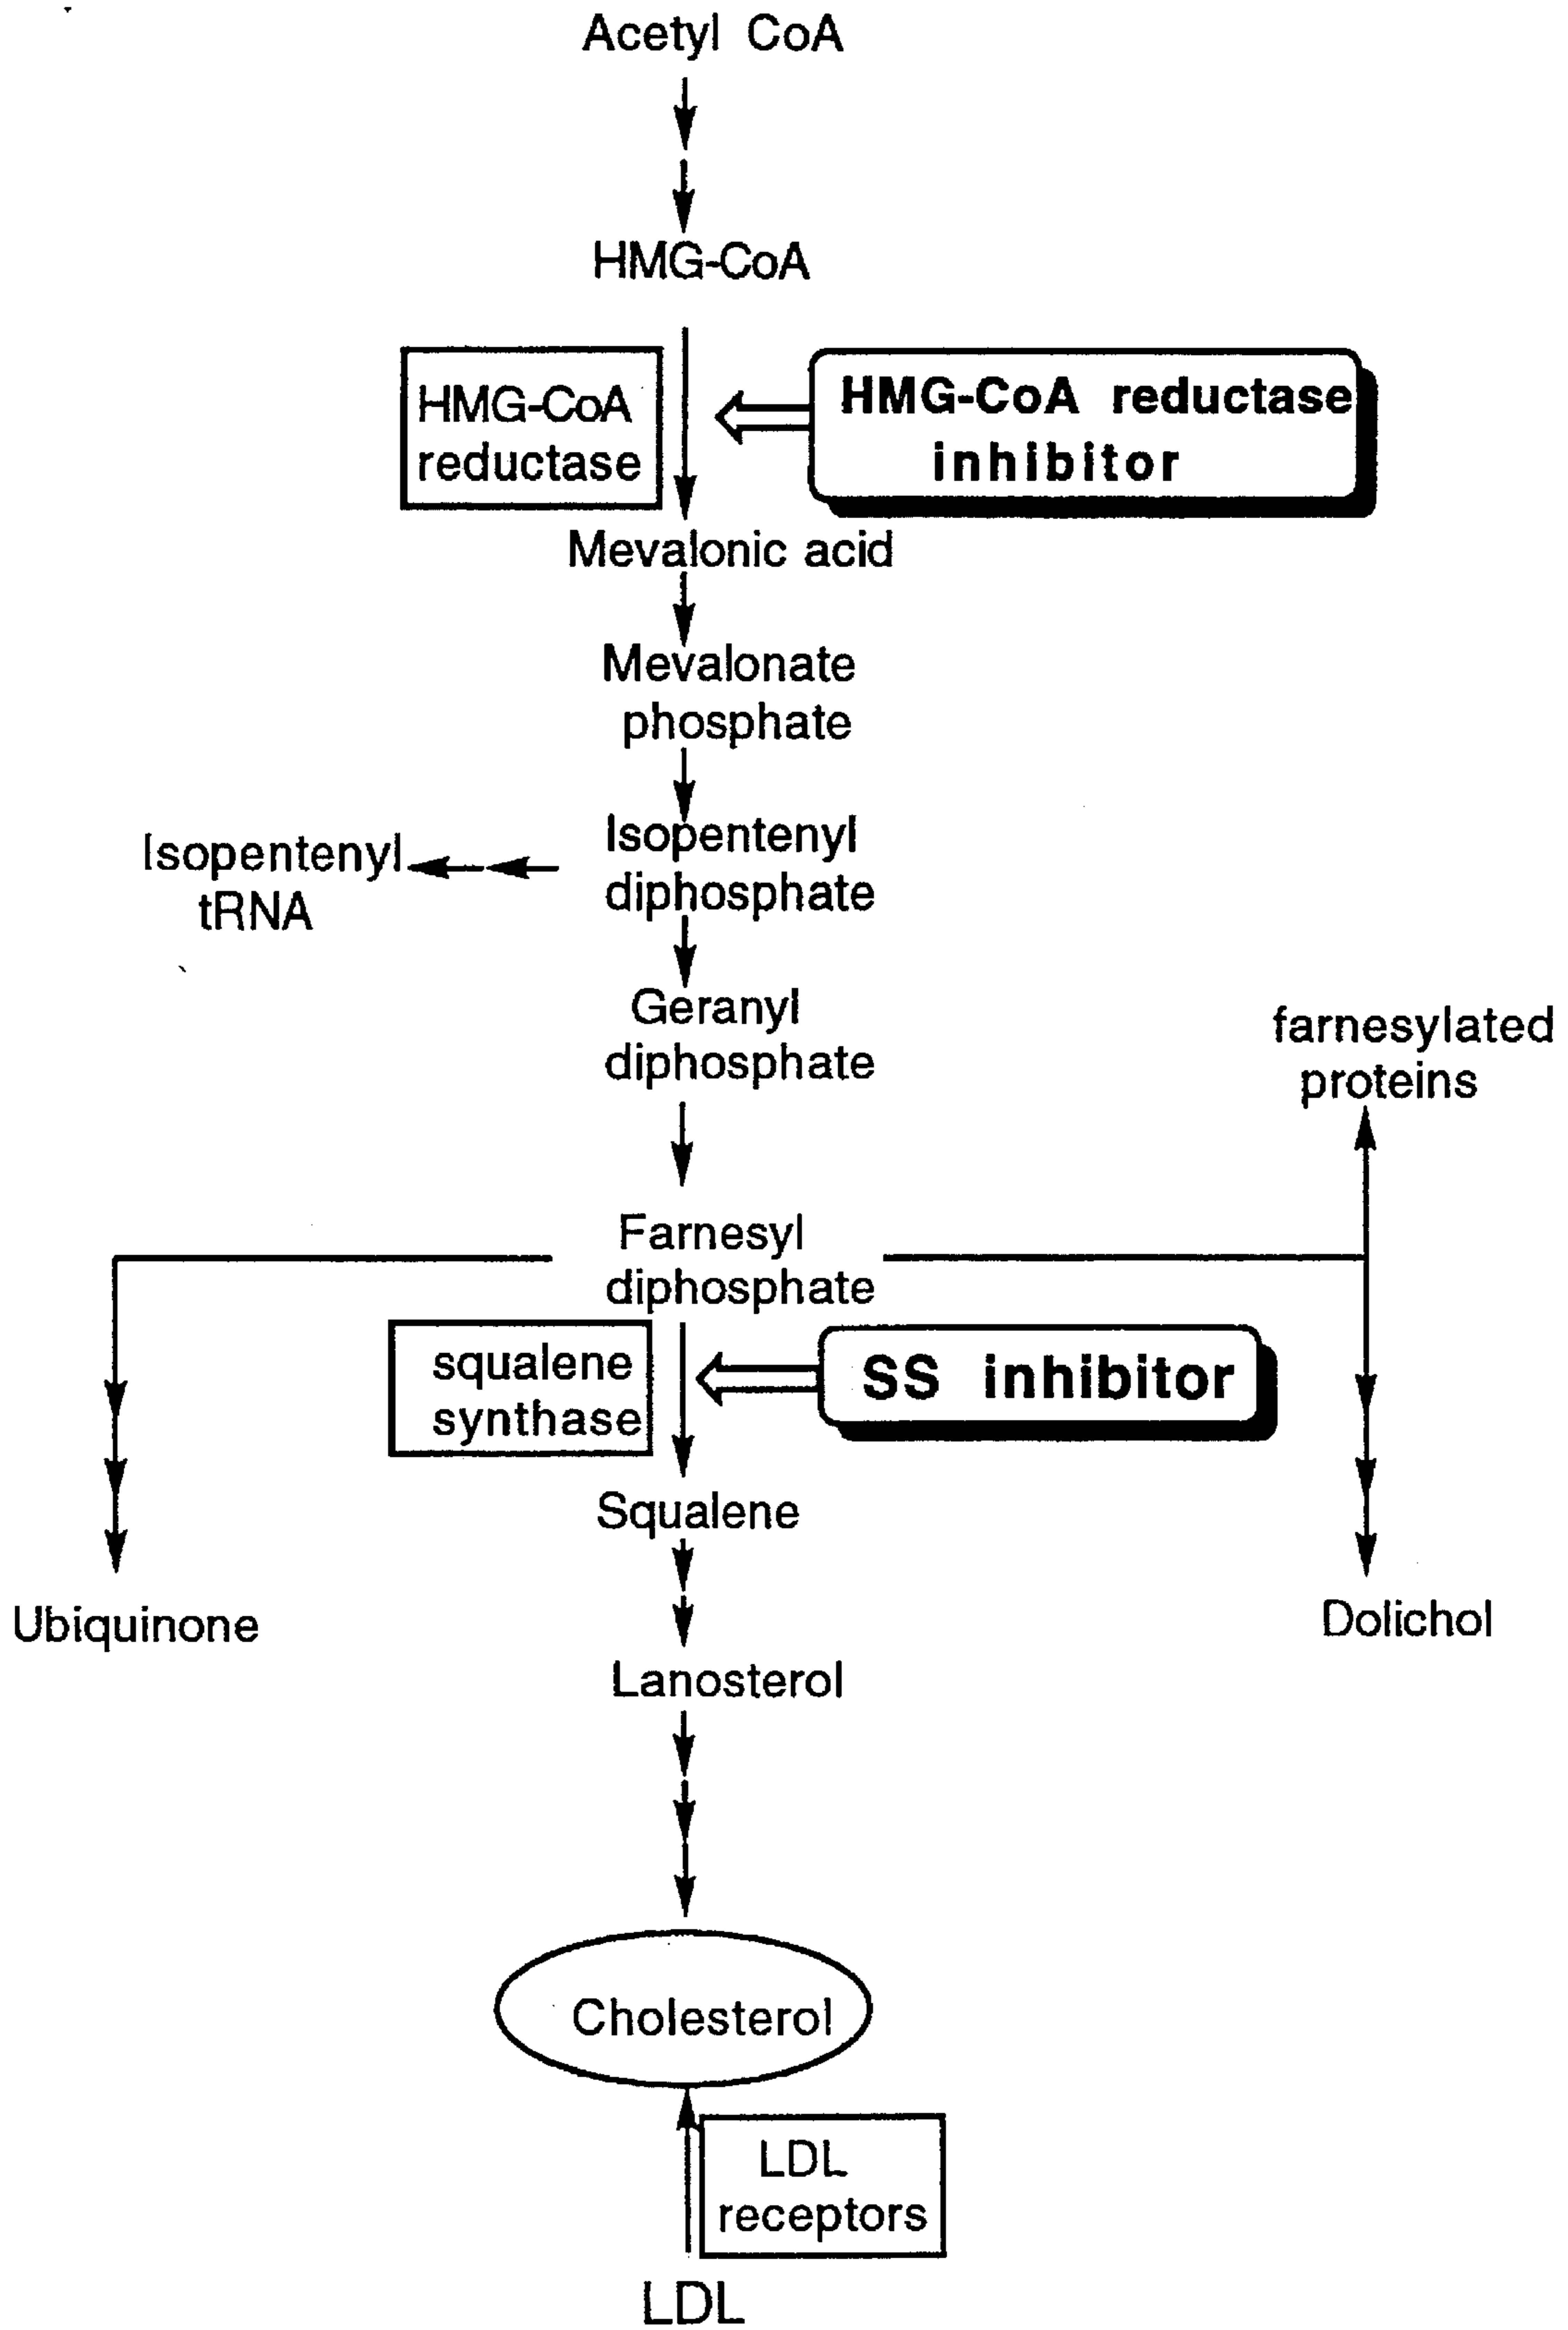 Acetyl CoA
HMG-CoA
HMG-CoA
reductase
HMG-CoA reductase
inhibitor
Mevalonic acid
Mevalonate
phosphate
Isopentenyl
diphosphate
Isopentenyl
tRNA
Geranyl
diphosphate
farnesylated
proteins
Farnesyl
diphosphate
squalene
synthase
SS inhibitor
Squalene
Ubiquinone
Dolichol
Lanosterol
Cholesterol
LDL
receptors
LDL